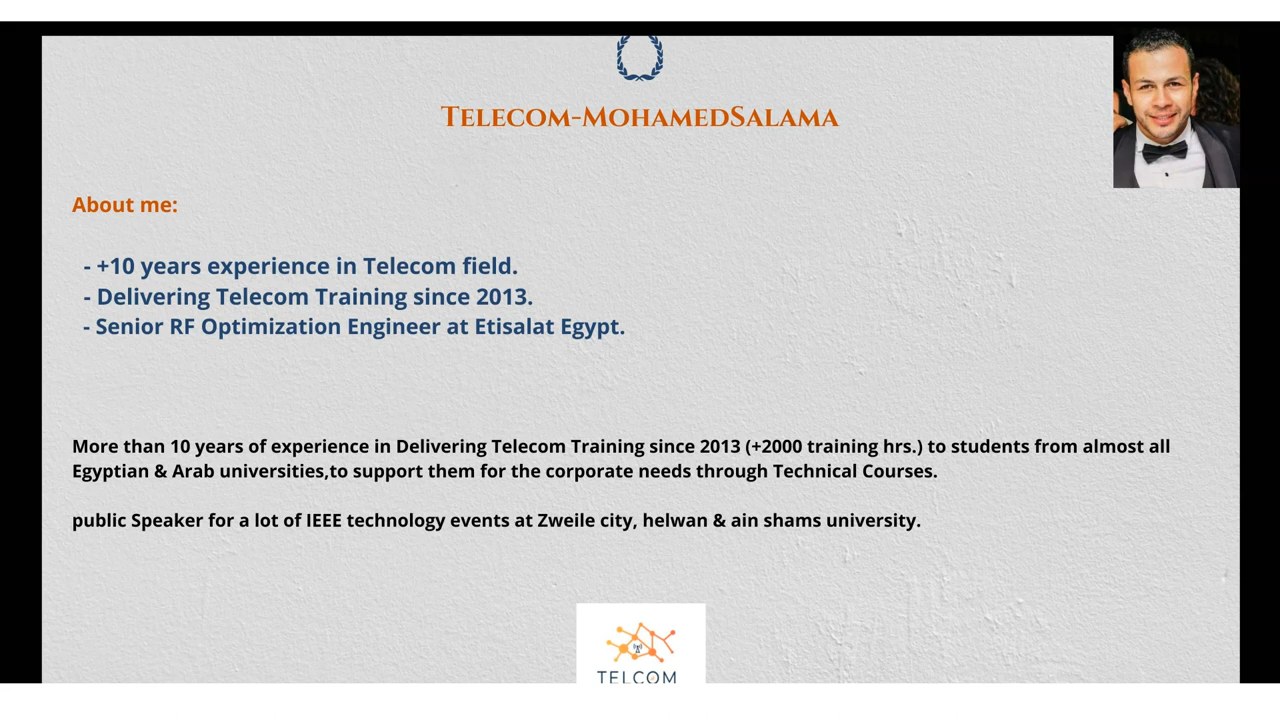 Telecom-MohamedSalama
About me:
- +10 years experience in Telecom field.
- Delivering Telecom Training since 2013.
- Senior RF Optimization Engineer at Etisalat Egypt.
More than 10 years of experience in Delivering Telecom Training since 2013 (+2000 training hrs.) to students from almost all
Egyptian & Arab universities,to support them for the corporate needs through Technical Courses.
public Speaker for a lot of IEEE technology events at Zweile city, helwan & ain shams university.
TELCOM